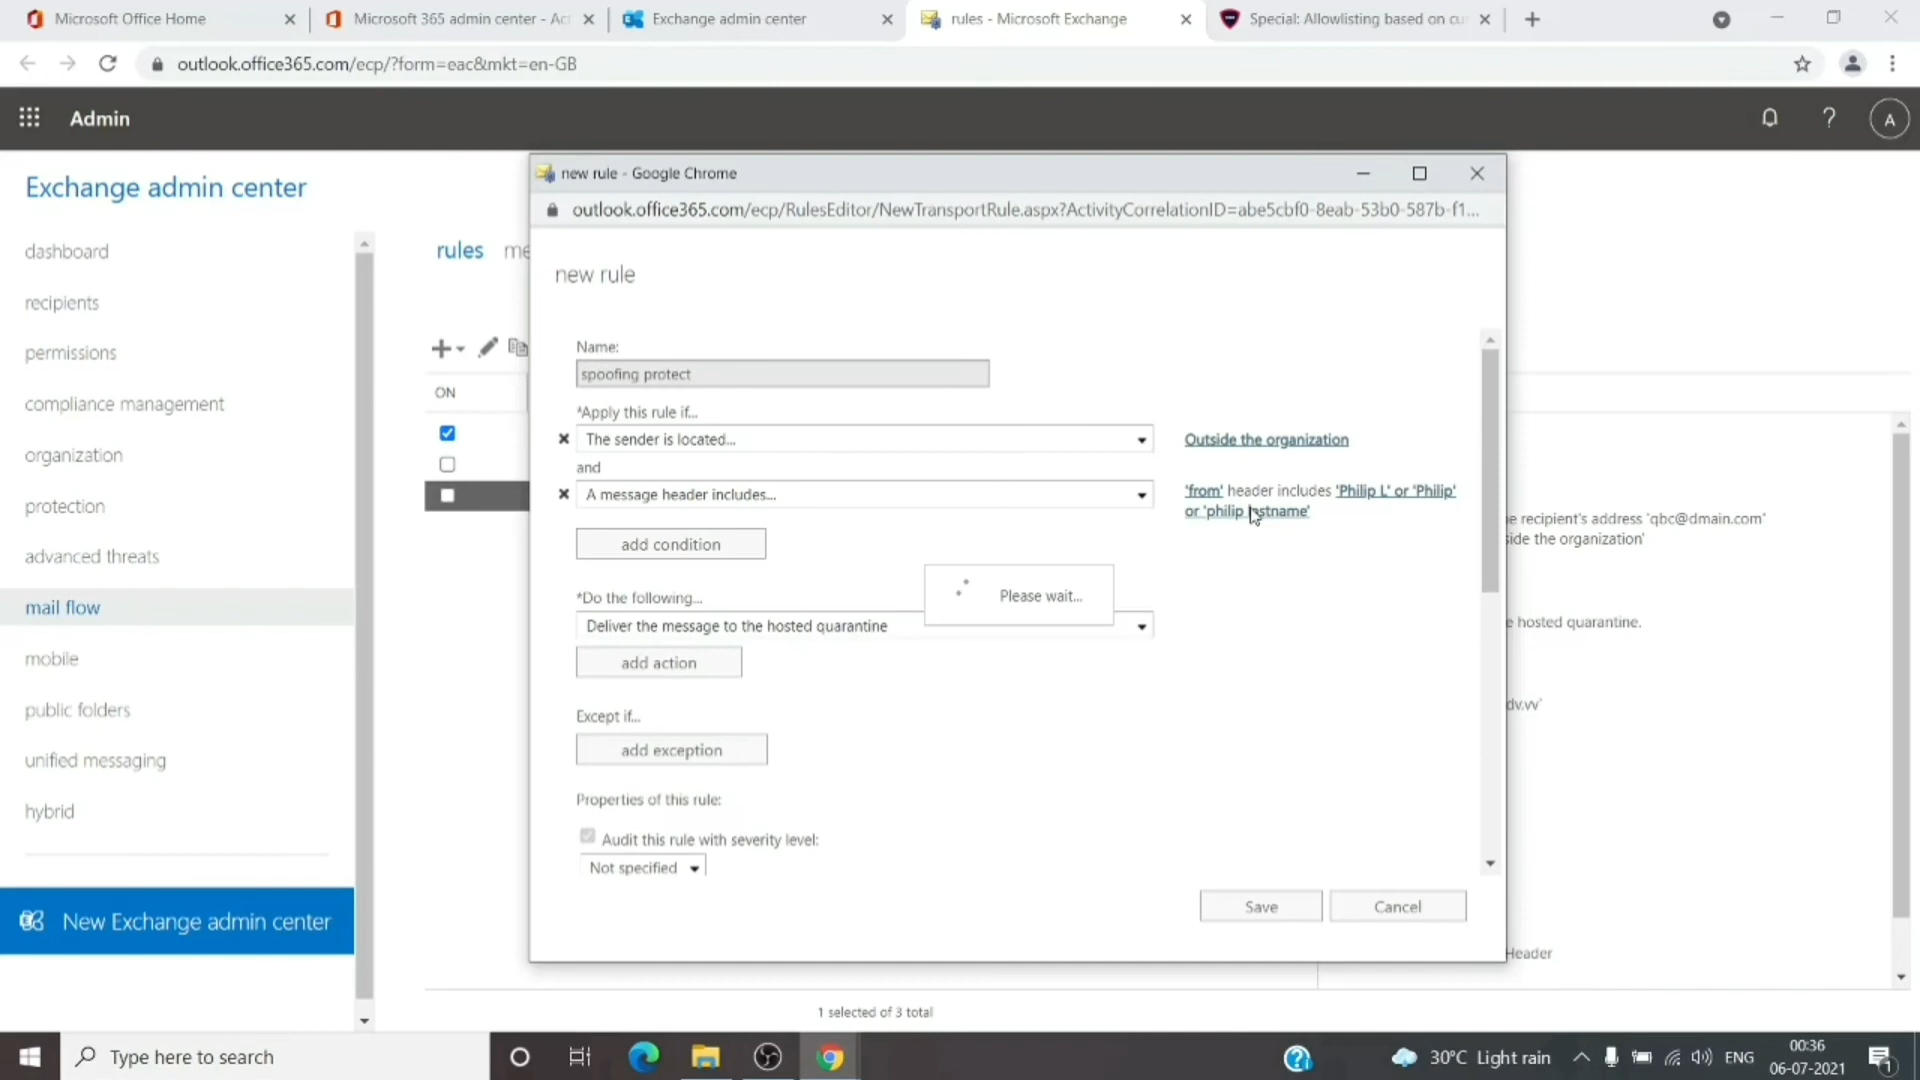 Microsoft Office Home
Microsoft 365 admin center - Ac
Exchange admin center
rules - Microsoft Exchange
Special: Allowlisting based on cu
outlook.office365.com/ecp/?form=eac&mkt=en-GB
Admin
?
A
Exchange admin center
dashboard
recipients
permissions
compliance management
organization
protection
advanced threats
mail flow
mobile
public folders
unified messaging
hybrid
New Exchange admin center
rules me
ON
new rule - Google Chrome
outlook.office365.com/ecp/RulesEditor/NewTransportRule.aspx?ActivityCorrelationID=abe5cbf0-8eab-53b0-587b-f1...
new rule
Name:
spoofing protect
*Apply this rule if...
The sender is located...
Outside the organization
and
A message header includes...
'from' header includes 'Philip L' or 'Philip'
or 'philip lastname'
add condition
Please wait...
*Do the following...
Deliver the message to the hosted quarantine
add action
Except if...
add exception
Properties of this rule:
Audit this rule with severity level:
Not specified
Save
Cancel
e recipient's address 'qbc@dmain.com'
ide the organization'
e hosted quarantine.
dv.vv'
Header
1 selected of 3 total
Type here to search
30°C Light rain
ENG
00:36
06-07-2021
1